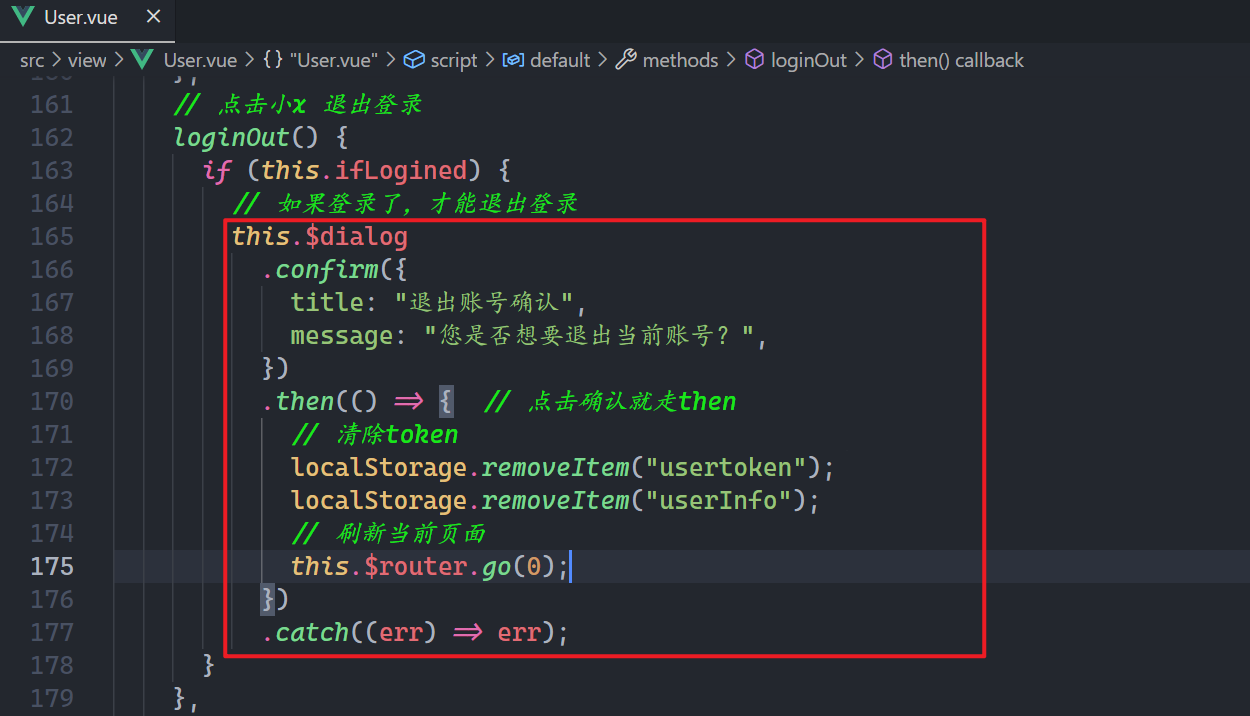 User.vue ×
src > view > User.vue > {} "User.vue" > script > default > methods > loginOut > then() callback
160 },
161 // 点击小x 退出登录
162 loginOut() {
163 if (this.ifLogined) {
164 // 如果登录了，才能退出登录
165 this.$dialog
166 .confirm({
167 title: "退出账号确认",
168 message: "您是否想要退出当前账号？",
169 })
170 .then(() => { // 点击确认就走then
171 // 清除token
172 localStorage.removeItem("usertoken");
173 localStorage.removeItem("userInfo");
174 // 刷新当前页面
175 this.$router.go(0);
176 })
177 .catch((err) => err);
178 }
179 },